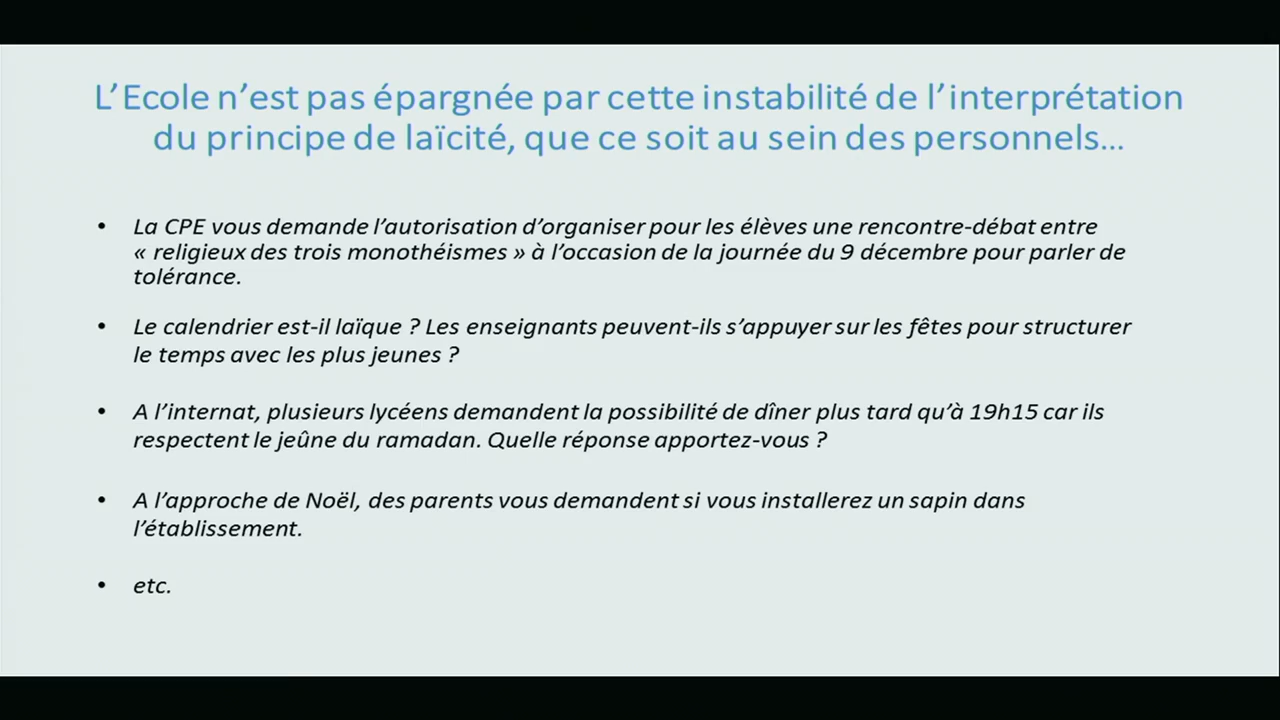 L’Ecole n’est pas épargnée par cette instabilité de l’interprétation
du principe de laïcité, que ce soit au sein des personnels...
• La CPE vous demande l’autorisation d’organiser pour les élèves une rencontre-débat entre
« religieux des trois monothéismes » à l’occasion de la journée du 9 décembre pour parler de
tolérance.
• Le calendrier est-il laïque ? Les enseignants peuvent-ils s’appuyer sur les fêtes pour structurer
le temps avec les plus jeunes ?
• A l’internat, plusieurs lycéens demandent la possibilité de dîner plus tard qu’à 19h15 car ils
respectent le jeûne du ramadan. Quelle réponse apportez-vous ?
• A l’approche de Noël, des parents vous demandent si vous installerez un sapin dans
l’établissement.
• etc.